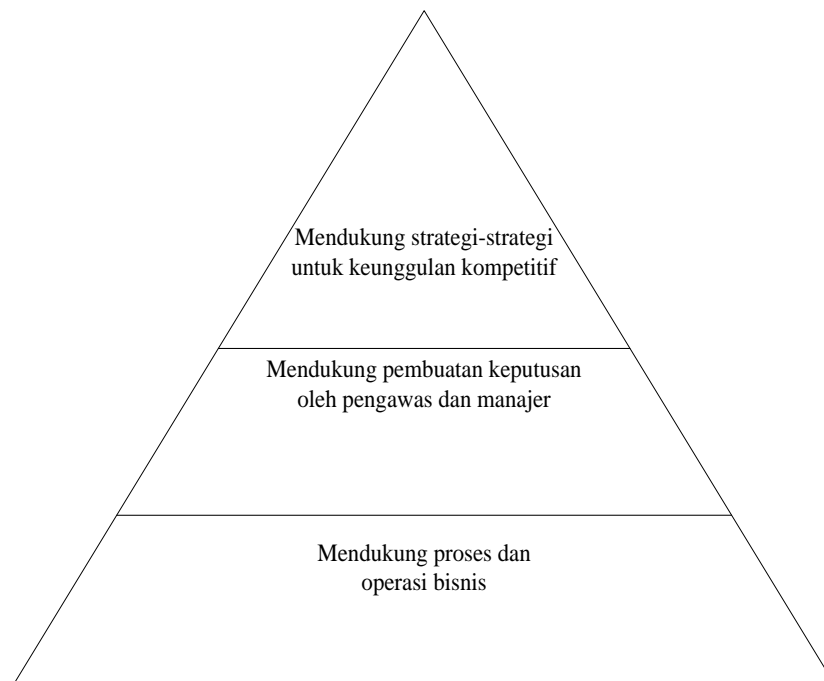 Mendukung strategi-strategi
untuk keunggulan kompetitif
Mendukung pembuatan keputusan
oleh pengawas dan manajer
Mendukung proses dan
operasi bisnis